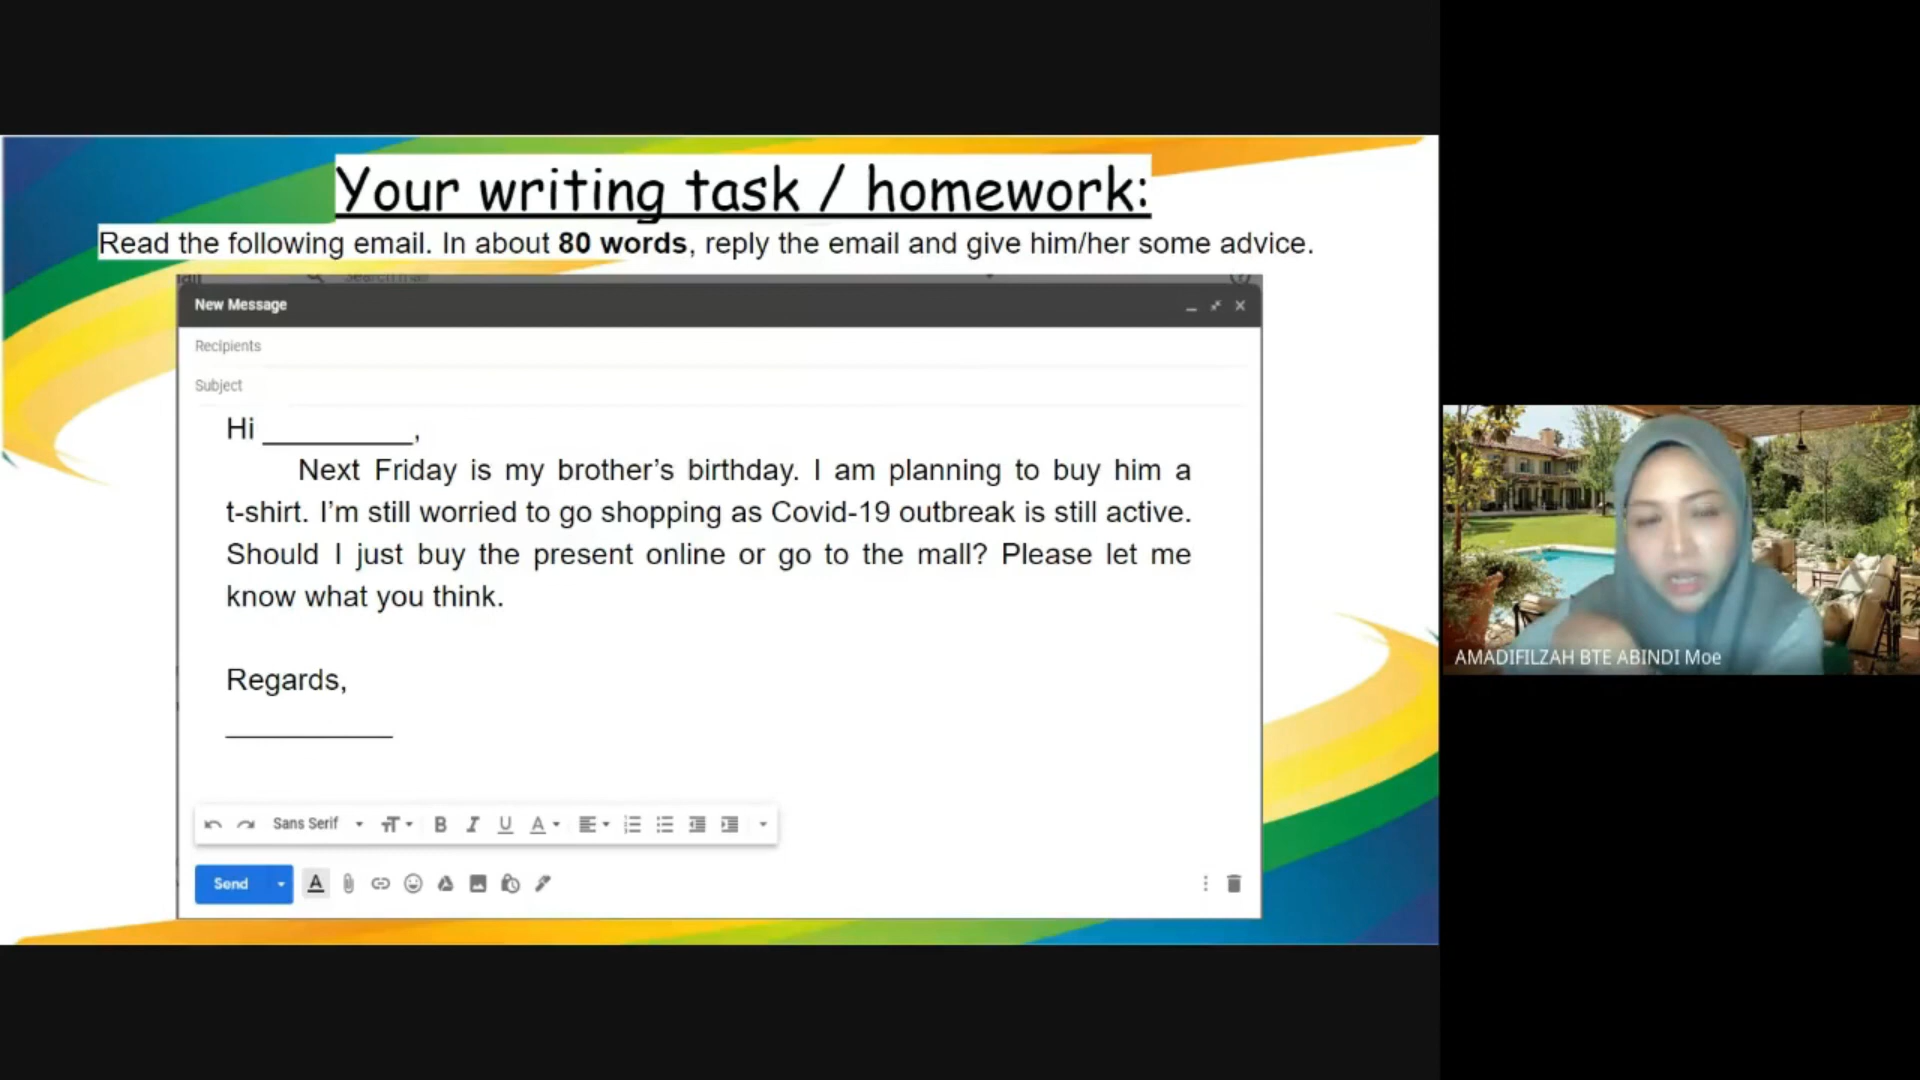 Your writing task / homework:
Read the following email. In about 80 words, reply the email and give him/her some advice.
New Message
Recipients
Subject
Hi _________,
Next Friday is my brother’s birthday. I am planning to buy him a
t-shirt. I’m still worried to go shopping as Covid-19 outbreak is still active.
Should I just buy the present online or go to the mall? Please let me
know what you think.
Regards,
__________
Sans Serif
Send
AMADIFILZAH BTE ABINDI Moe